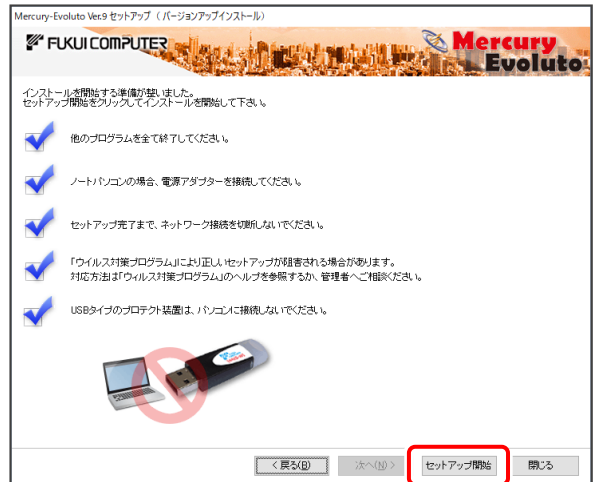 Mercury-Evoluto Ver.9 セットアップ（バージョンアップインストール）
FUKUI COMPUTER
Mercury
Evoluto
インストールを開始する準備が整いました。
セットアップ開始をクリックしてインストールを開始して下さい。
他のプログラムを全て終了してください。
ノートパソコンの場合、電源アダプターを接続してください。
セットアップ完了まで、ネットワーク接続を切断しないでください。
「ウイルス対策プログラム」により正しいセットアップが阻害される場合があります。
対応方法は「ウィルス対策プログラム」のヘルプを参照するか、管理者へご相談ください。
USBタイプのプロテクト装置は、パソコンに接続しないでください。
< 戻る(B)
次へ(N) >
セットアップ開始
閉じる